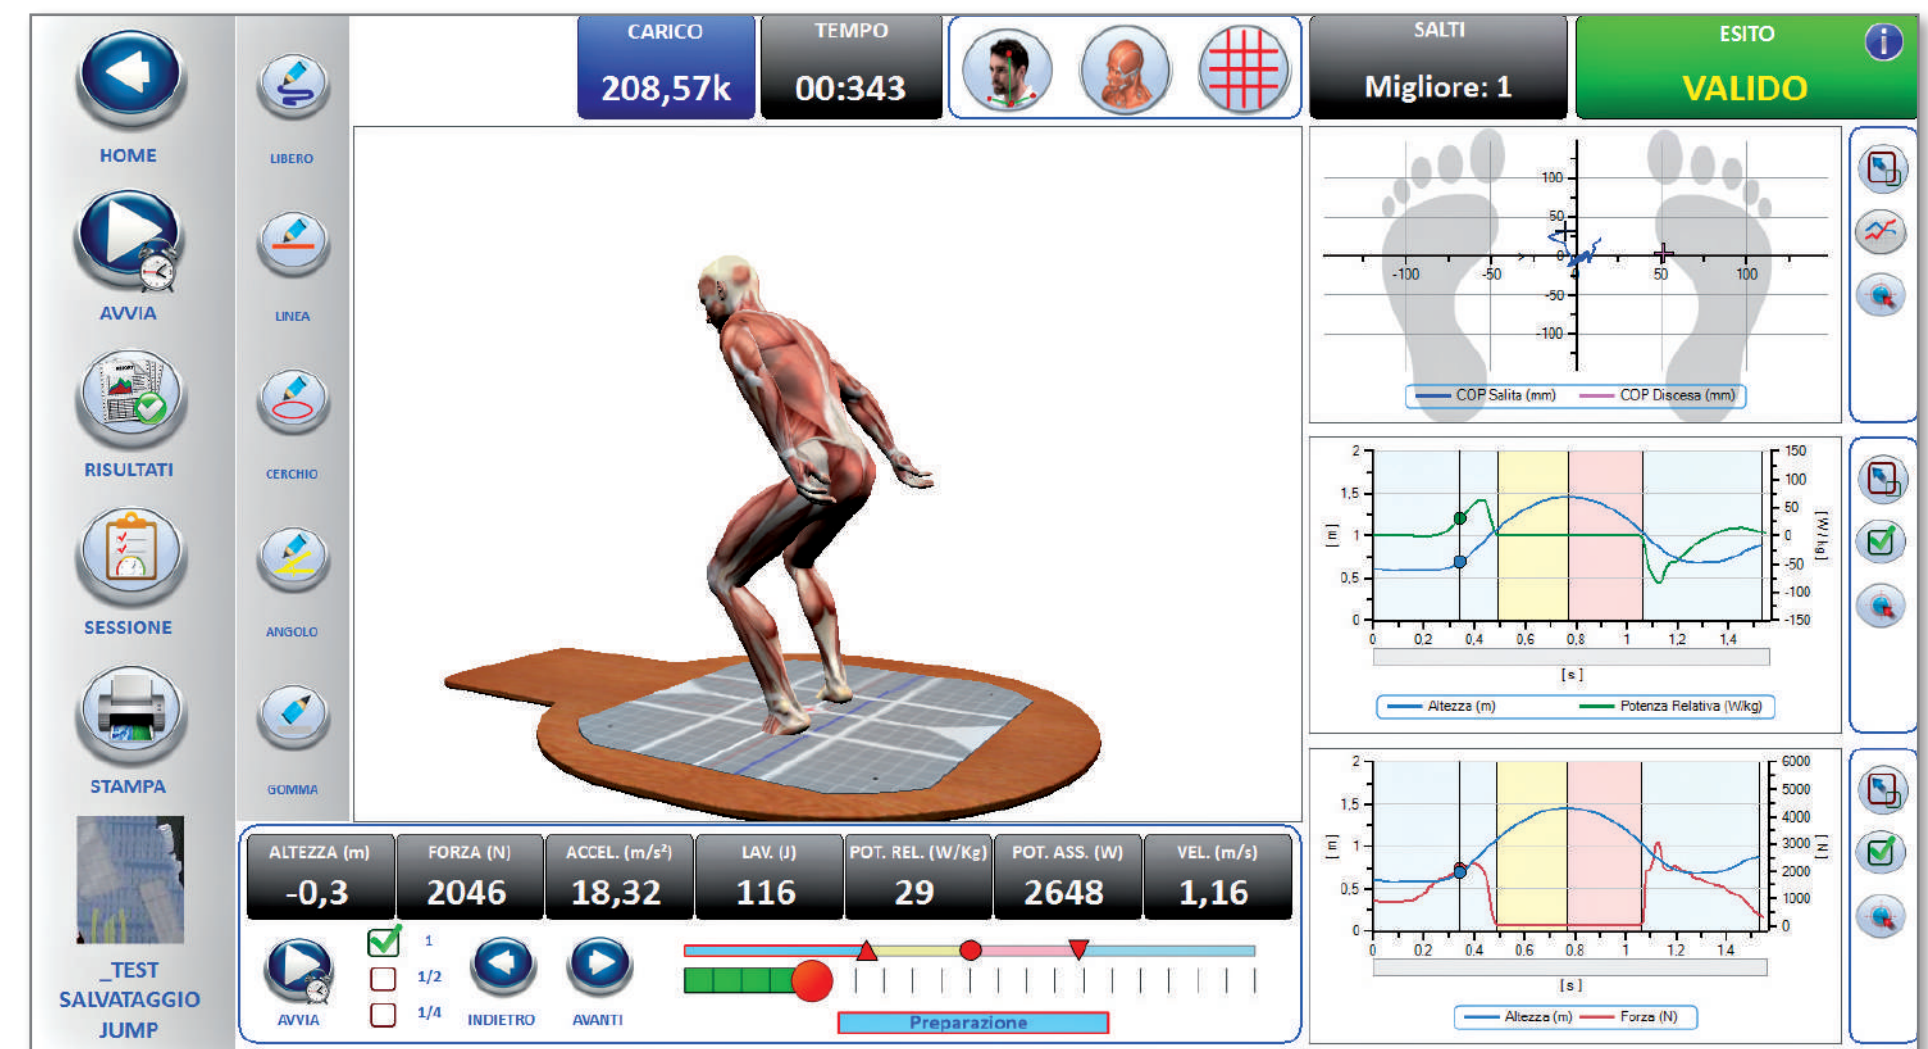 HOME
AVVIA
RISULTATI
SESSIONE
STAMPA
_TEST
SALVATAGGIO
JUMP
LIBERO
LINEA
CERCHIO
ANGOLO
GOMMA
CARICO
208,57k
TEMPO
00:343
SALTI
Migliore: 1
ESITO
VALIDO
i
100
50
0
-100
-50
0
50
100
-50
-100
COP Salita (mm)
COP Discesa (mm)
2
1,5
1
0,5
0
[m]
150
100
50
0
-50
-100
-150
[W/kg]
0
0,2
0,4
0,6
0,8
1
1,2
1,4
[s]
Altezza (m)
Potenza Relativa (W/kg)
2
1,5
1
0,5
0
[m]
6000
5000
4000
3000
2000
1000
0
[N]
0
0.2
0.4
0.6
0.8
1
1.2
1.4
[s]
Altezza (m)
Forza (N)
ALTEZZA (m)
-0,3
FORZA (N)
2046
ACCEL. (m/s²)
18,32
LAV. (J)
116
POT. REL. (W/Kg)
29
POT. ASS. (W)
2648
VEL. (m/s)
1,16
AVVIA
1
1/2
1/4
INDIETRO
AVANTI
Preparazione